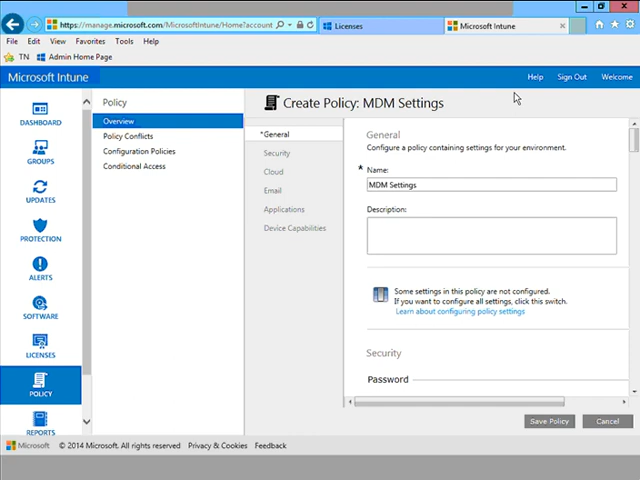 https://manage.microsoft.com/MicrosoftIntune/Home?account
Licenses
Microsoft Intune
File Edit View Favorites Tools Help
TN Admin Home Page
Microsoft Intune
Help Sign Out Welcome
DASHBOARD
GROUPS
UPDATES
PROTECTION
ALERTS
SOFTWARE
LICENSES
POLICY
REPORTS
Policy
Overview
Policy Conflicts
Configuration Policies
Conditional Access
Create Policy: MDM Settings
*General
Security
Cloud
Email
Applications
Device Capabilities
General
Configure a policy containing settings for your environment.
* Name:
MDM Settings
Description:
Some settings in this policy are not configured.
If you want to configure all settings, click this switch.
Learn about configuring policy settings
Security
Password
Save Policy Cancel
Microsoft © 2014 Microsoft. All rights reserved Privacy & Cookies Feedback